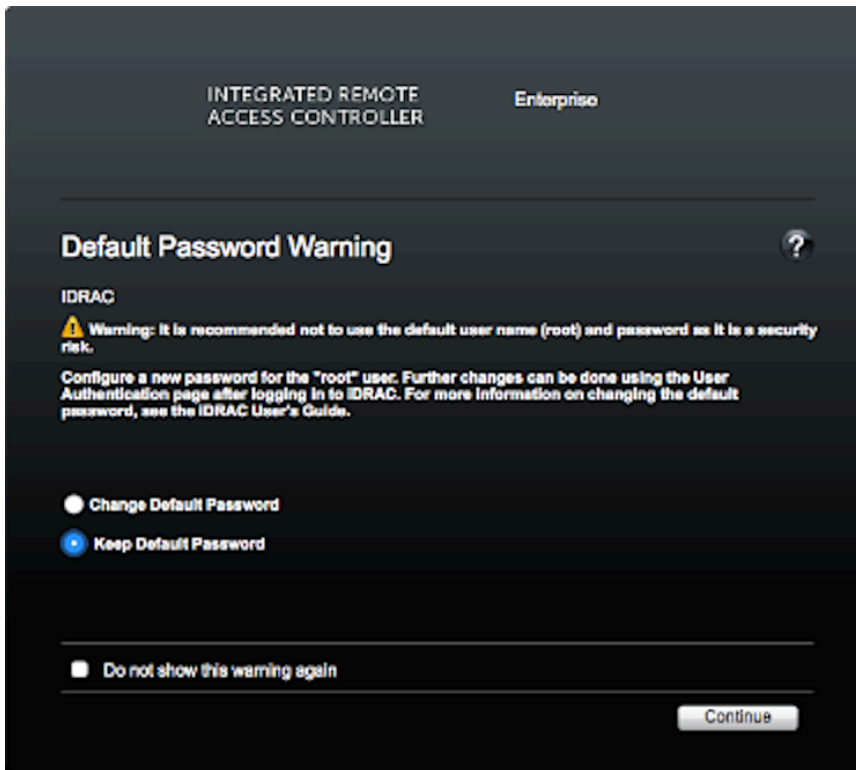 INTEGRATED REMOTE
ACCESS CONTROLLER
Enterprise
Default Password Warning
?
IDRAC
Warning: It is recommended not to use the default user name (root) and password as it is a security
risk.
Configure a new password for the "root" user. Further changes can be done using the User
Authentication page after logging in to iDRAC. For more information on changing the default
password, see the iDRAC User's Guide.
Change Default Password
Keep Default Password
Do not show this warning again
Continue